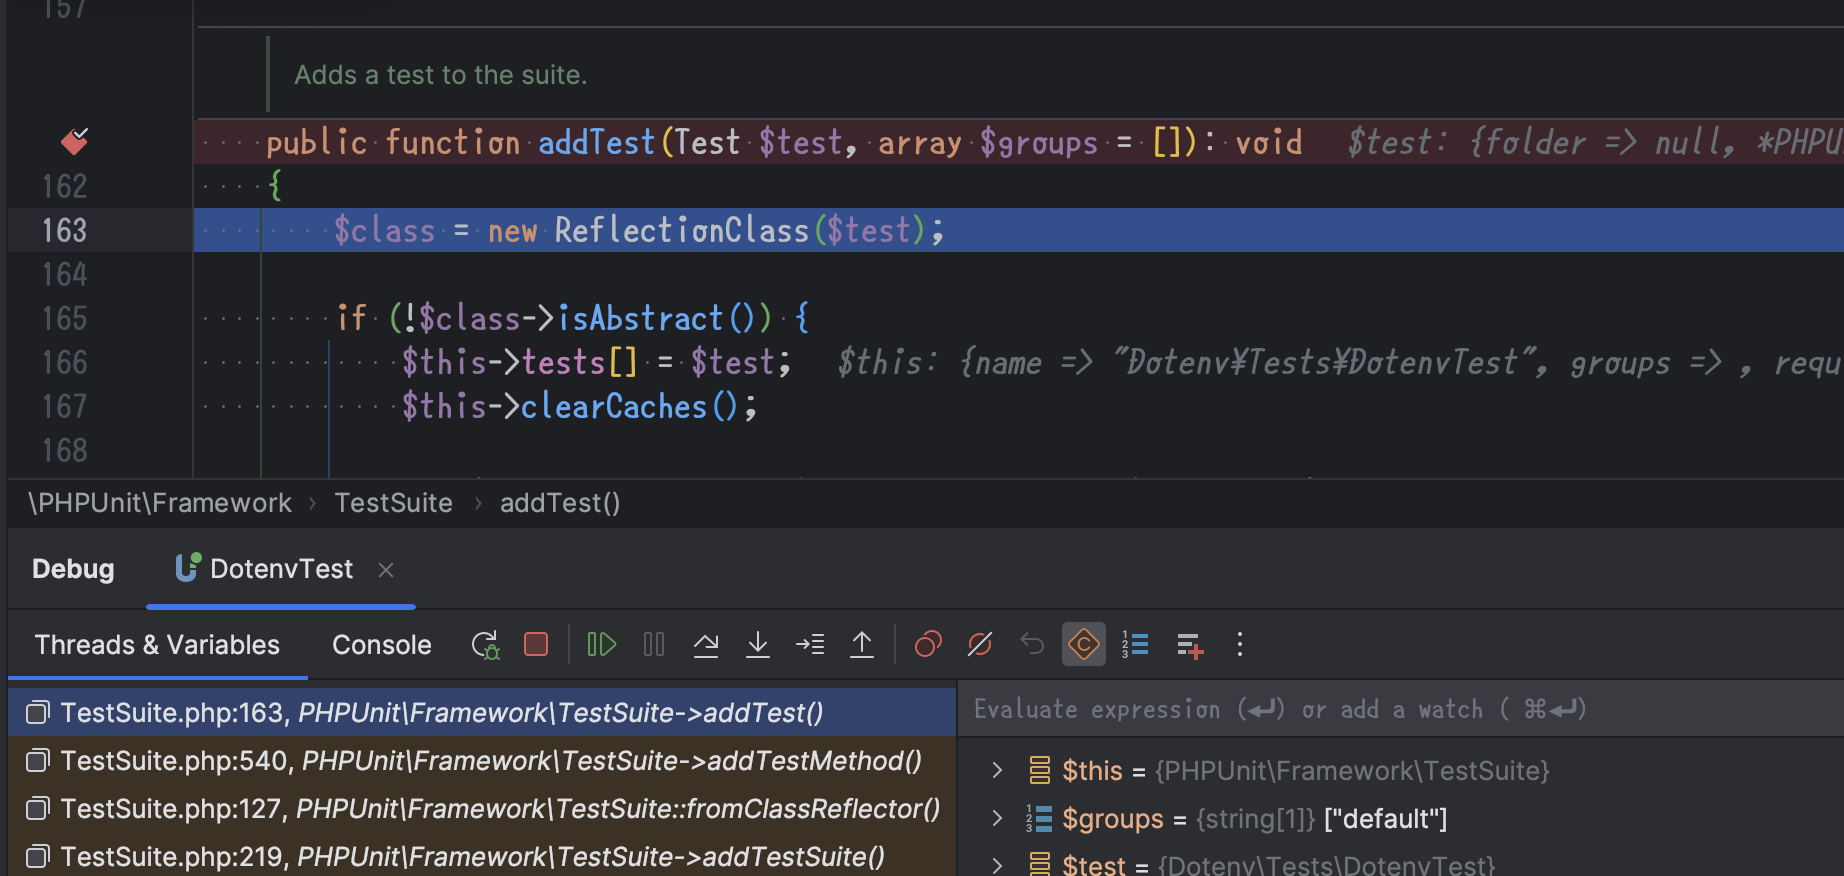 157
Adds a test to the suite.
public function addTest(Test $test, array $groups = []): void   $test: {folder => null, *PHPU
162 {
163 $class = new ReflectionClass($test);
164
165 if (!$class->isAbstract()) {
166 $this->tests[] = $test;   $this: {name => "Dotenv¥Tests¥DotenvTest", groups => , requ
167 $this->clearCaches();
168
\PHPUnit\Framework › TestSuite › addTest()
Debug DotenvTest ×
Threads & Variables Console
TestSuite.php:163, PHPUnit\Framework\TestSuite->addTest()
TestSuite.php:540, PHPUnit\Framework\TestSuite->addTestMethod()
TestSuite.php:127, PHPUnit\Framework\TestSuite::fromClassReflector()
TestSuite.php:219, PHPUnit\Framework\TestSuite->addTestSuite()
Evaluate expression (↵) or add a watch ( ⌘↵)
$this = {PHPUnit\Framework\TestSuite}
$groups = {string[1]} ["default"]
$test = {Dotenv\Tests\DotenvTest}